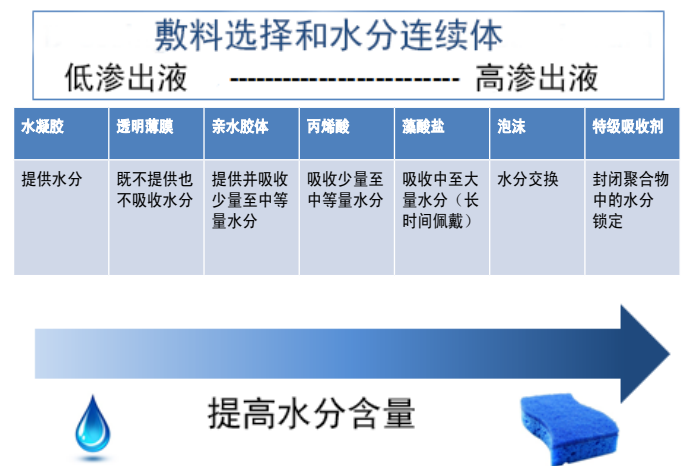 敷料选择和水分连续体
低渗出液 -------------------------- 高渗出液
水凝胶
提供水分
透明薄膜
既不提供也
不吸收水分
亲水胶体
提供并吸收
少量至中等
量水分
丙烯酸
吸收少量至
中等量水分
藻酸盐
吸收中至大
量水分（长
时间佩戴）
泡沫
水分交换
特级吸收剂
封闭聚合物
中的水分
锁定
提高水分含量